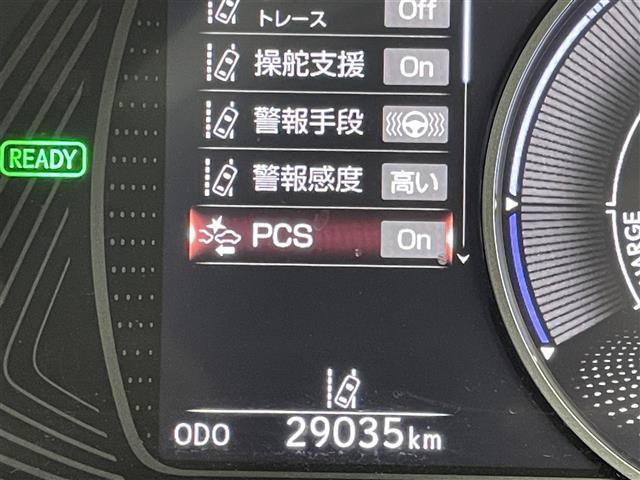 トレース Off
操舵支援 On
警報手段
警報感度 高い
PCS On
READY
ODO 29035km
CHARGE